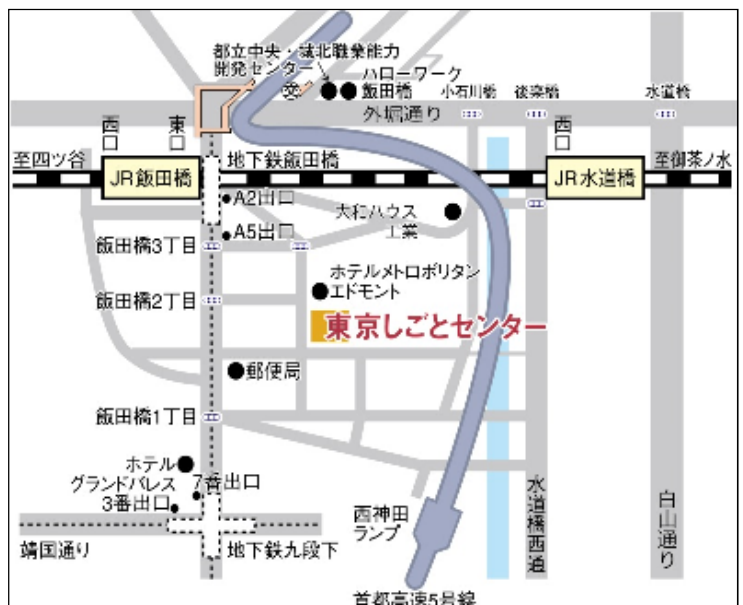 都立中央・城北職業能力
開発センター
ハローワーク
飯田橋
小石川橋
後楽橋
水道橋
外堀通り
西口
東口
西口
至四ツ谷
地下鉄飯田橋
至御茶ノ水
JR飯田橋
JR水道橋
A2出口
大和ハウス
工業
A5出口
飯田橋3丁目
ホテルメトロポリタン
エドモント
飯田橋2丁目
東京しごとセンター
郵便局
飯田橋1丁目
ホテル
グランドパレス
7番出口
3番出口
西神田
ランプ
水道橋西通
白山通り
靖国通り
地下鉄九段下
首都高速5号線